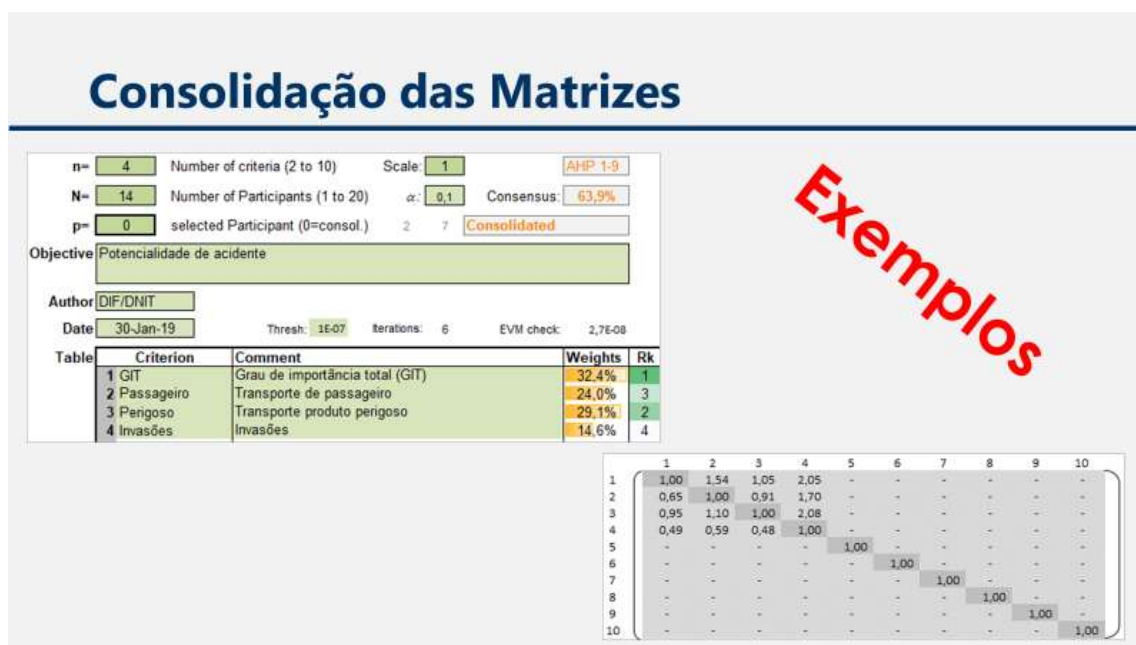 Consolidação das Matrizes
n= 4 Number of criteria (2 to 10) Scale: 1 AHP 1-9
N= 14 Number of Participants (1 to 20) α: 0,1 Consensus: 63,9%
p= 0 selected Participant (0=consol.) 2 7 Consolidated
Objective Potencialidade de acidente
Author DIF/DNIT
Date 30-Jan-19 Thresh: 1E-07 Iterations: 6 EVM check: 2,7E-08
Table Criterion Comment Weights Rk
1 GIT Grau de importância total (GIT) 32,4% 1
2 Passageiro Transporte de passageiro 24,0% 3
3 Perigoso Transporte produto perigoso 29,1% 2
4 Invasões Invasões 14,6% 4
Exemplos
1 2 3 4 5 6 7 8 9 10
1 1,00 1,54 1,05 2,05 - - - - - -
2 0,65 1,00 0,91 1,70 - - - - - -
3 0,95 1,10 1,00 2,08 - - - - - -
4 0,49 0,59 0,48 1,00 - - - - - -
5 - - - - 1,00 - - - - -
6 - - - - - 1,00 - - - -
7 - - - - - - 1,00 - - -
8 - - - - - - - 1,00 - -
9 - - - - - - - - 1,00 -
10 - - - - - - - - - 1,00